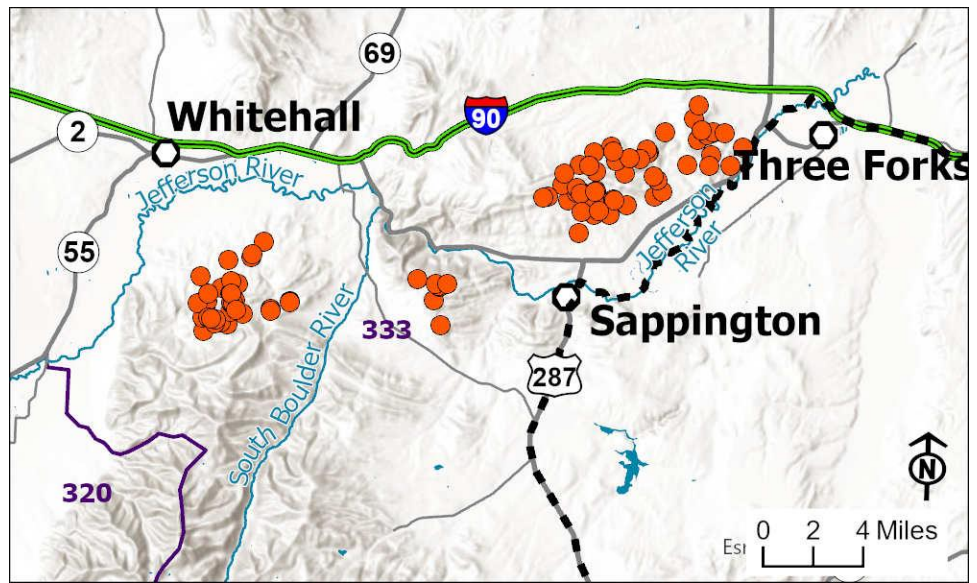 69
90
2
Whitehall
Three Forks
Jefferson River
Jefferson
River
55
Sappington
333
287
South Boulder River
320
N
0 2 4 Miles
Esr